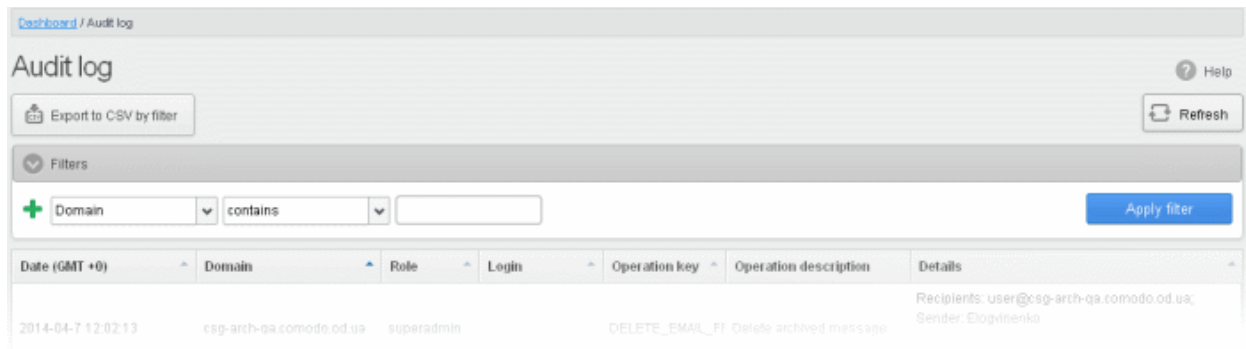 Dashboard / Audit log
Audit log
Help
Export to CSV by filter
Refresh
Filters
Domain contains
Apply filter
Date (GMT +0) Domain Role Login Operation key Operation description Details
Recipients: user@csg-arch-qa.comodo.od.ua;
2014-04-7 12:02:13 csg-arch-qa.comodo.od.ua superadmin DELETE_EMAIL_FI Delete archived message Sender: Elogvinenko